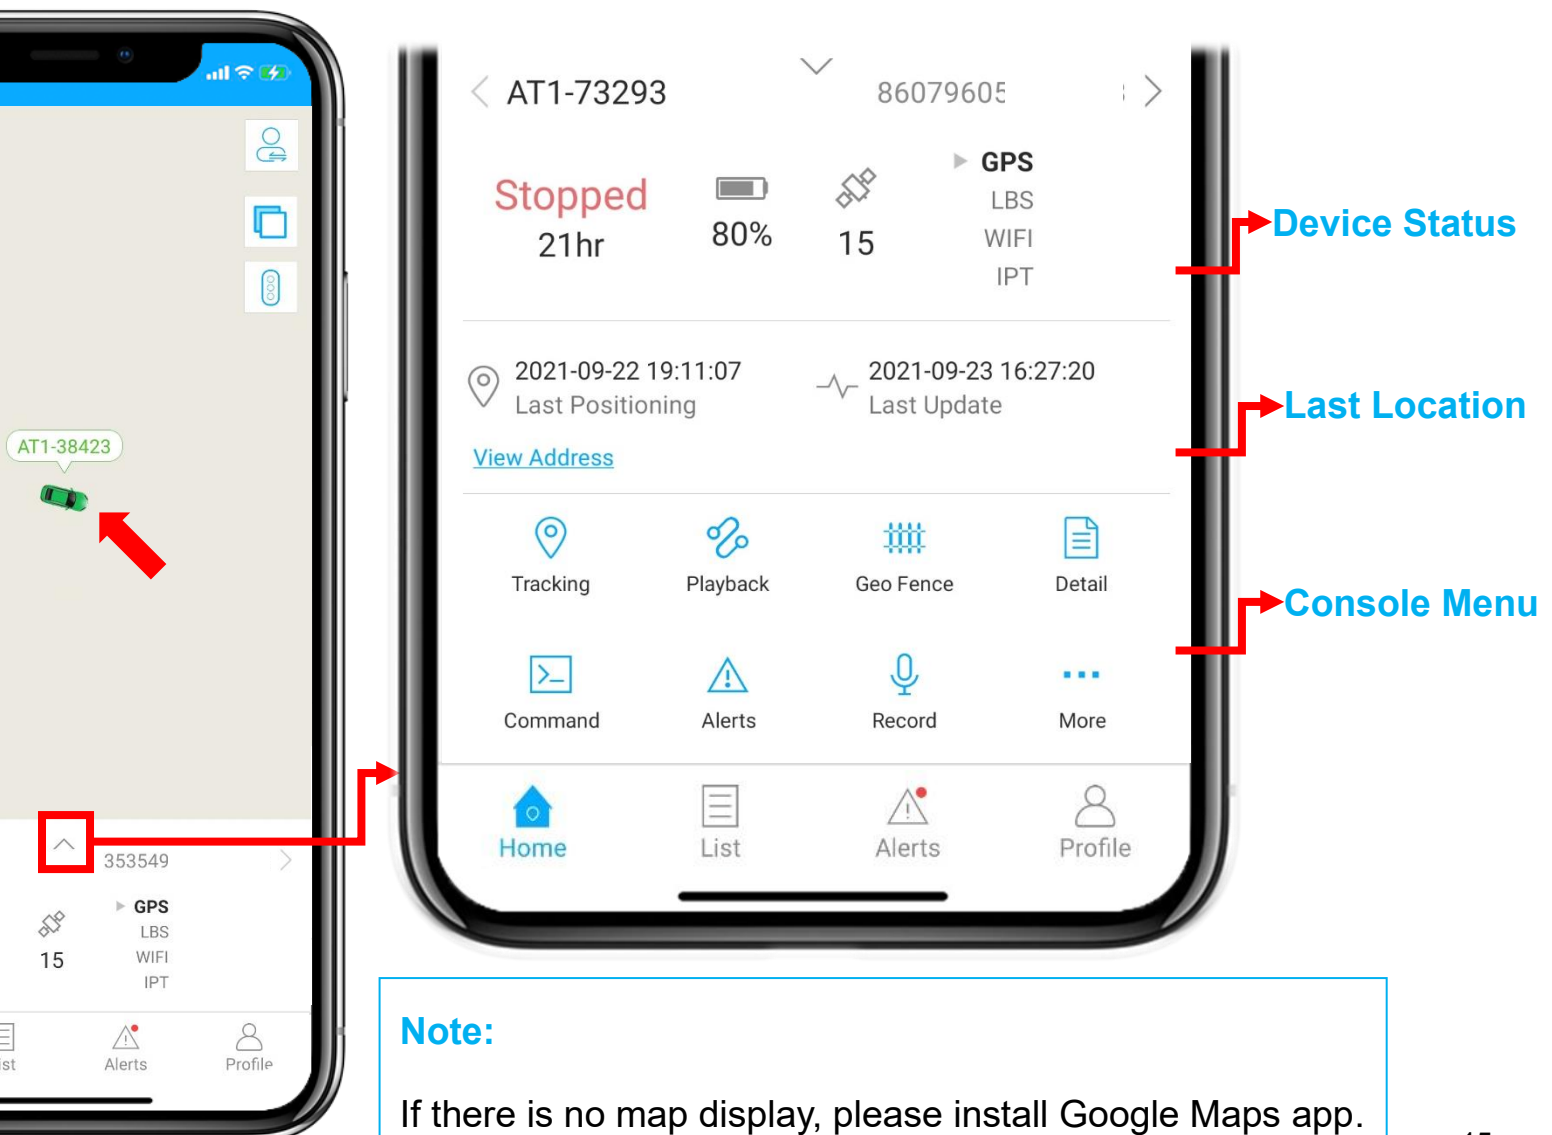 AT1-38423
353549
GPS
LBS
15
WIFI
IPT
Alerts
Profile
AT1-73293
86079605
Stopped
21hr
80%
15
GPS
LBS
WIFI
IPT
2021-09-22 19:11:07
Last Positioning
2021-09-23 16:27:20
Last Update
View Address
Tracking
Playback
Geo Fence
Detail
Command
Alerts
Record
More
Home
List
Alerts
Profile
Device Status
Last Location
Console Menu
Note:
If there is no map display, please install Google Maps app.